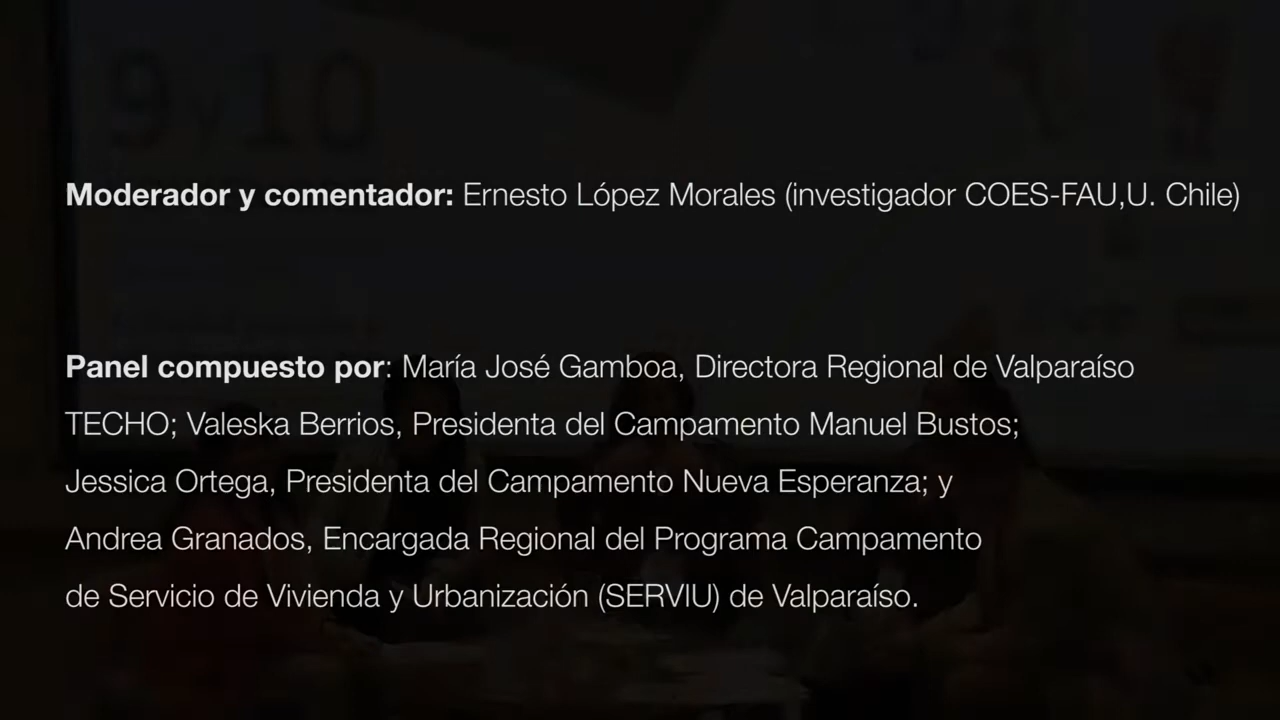 9 y 10
Moderador y comentador: Ernesto López Morales (investigador COES-FAU,U. Chile)
Panel compuesto por: María José Gamboa, Directora Regional de Valparaíso
TECHO; Valeska Berrios, Presidenta del Campamento Manuel Bustos;
Jessica Ortega, Presidenta del Campamento Nueva Esperanza; y
Andrea Granados, Encargada Regional del Programa Campamento
de Servicio de Vivienda y Urbanización (SERVIU) de Valparaíso.